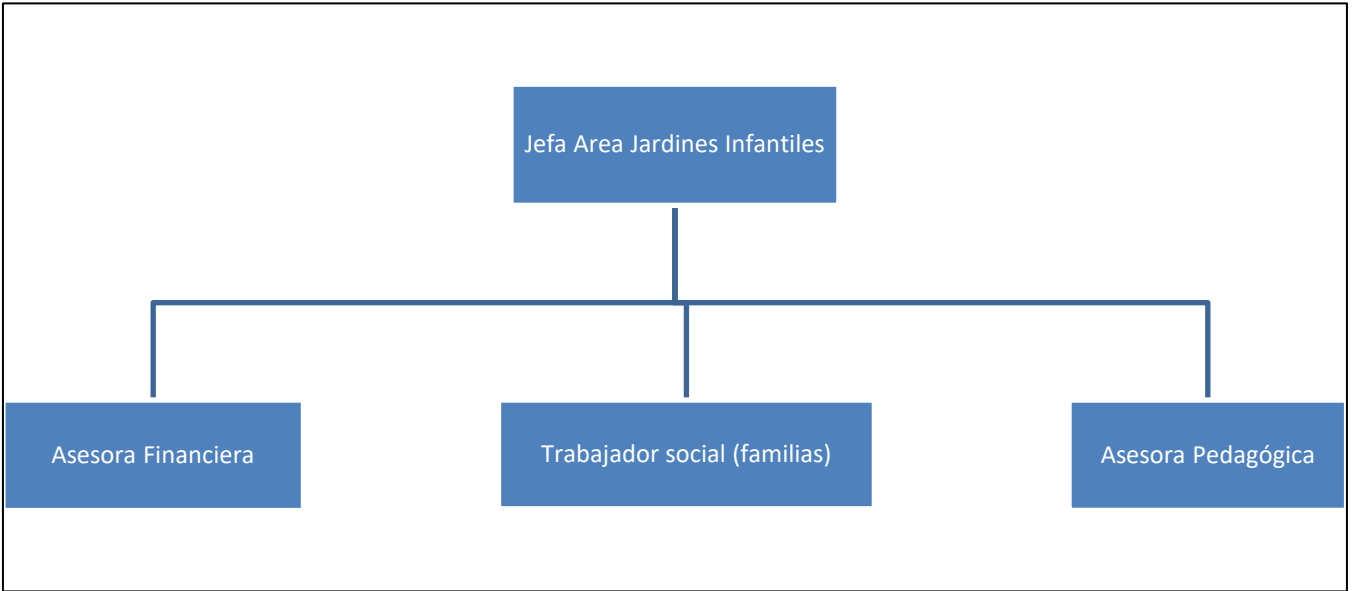 Jefa Area Jardines Infantiles
Asesora Financiera
Trabajador social (familias)
Asesora Pedagógica